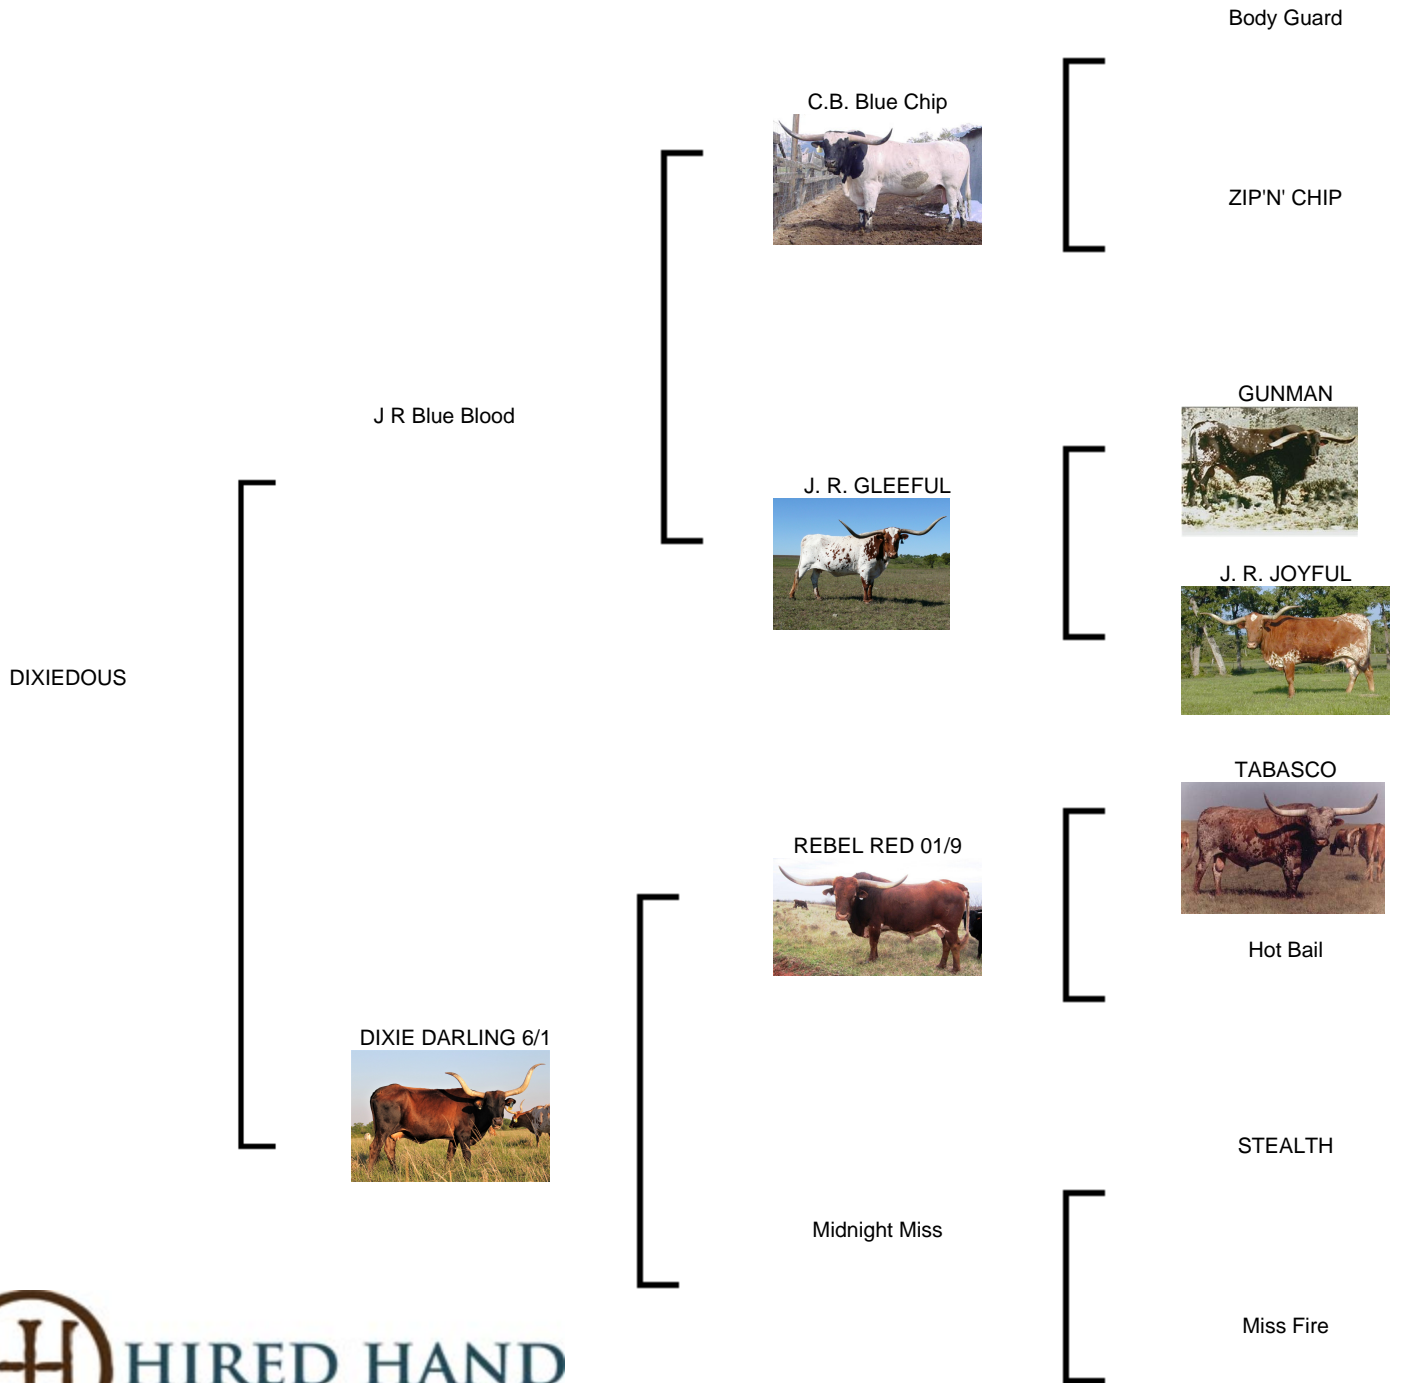 Body Guard
C.B. Blue Chip
ZIP'N' CHIP
GUNMAN
J R Blue Blood
J. R. GLEEFUL
J. R. JOYFUL
DIXIEDOUS
TABASCO
REBEL RED 01/9
Hot Bail
DIXIE DARLING 6/1
STEALTH
Midnight Miss
Miss Fire
H HIRED HAND